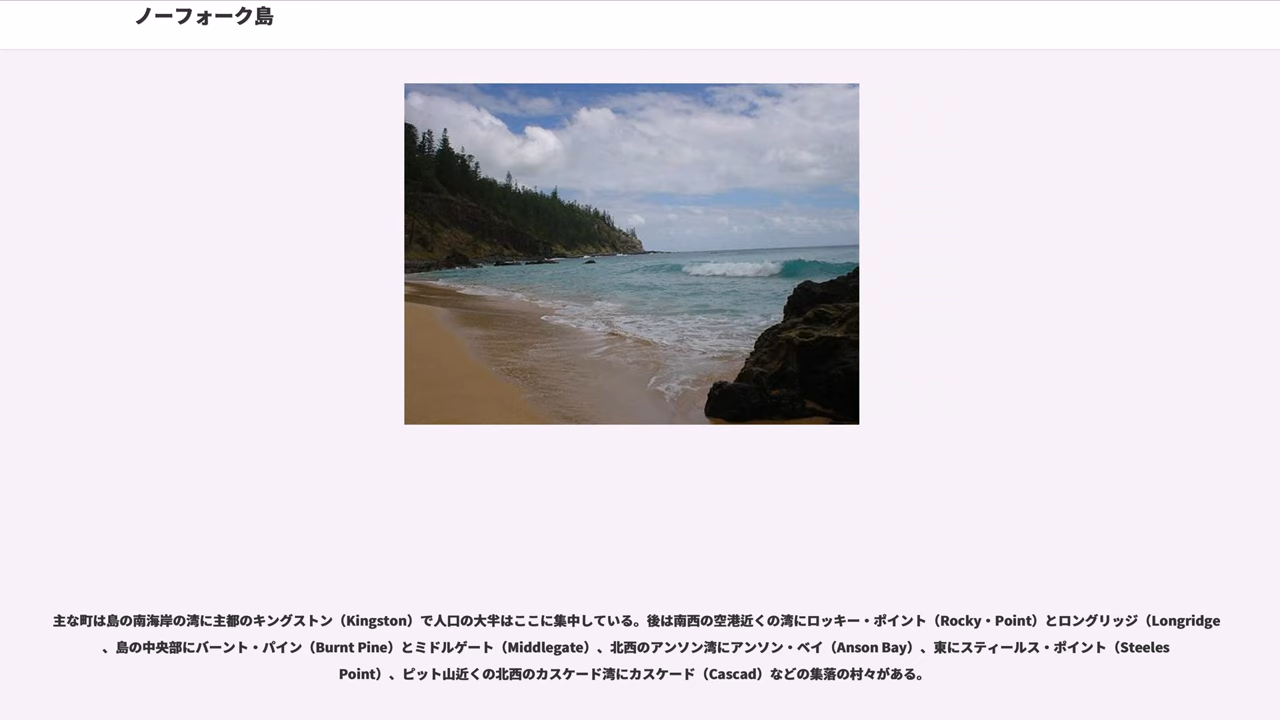 ノーフォーク島
主な町は島の南海岸の湾に主都のキングストン（Kingston）で人口の大半はここに集中している。後は南西の空港近くの湾にロッキー・ポイント（Rocky・Point）とロングリッジ（Longridge
、島の中央部にバーント・パイン（Burnt Pine）とミドルゲート（Middlegate）、北西のアンソン湾にアンソン・ベイ（Anson Bay）、東にスティールス・ポイント（Steeles
Point）、ピット山近くの北西のカスケード湾にカスケード（Cascad）などの集落の村々がある。